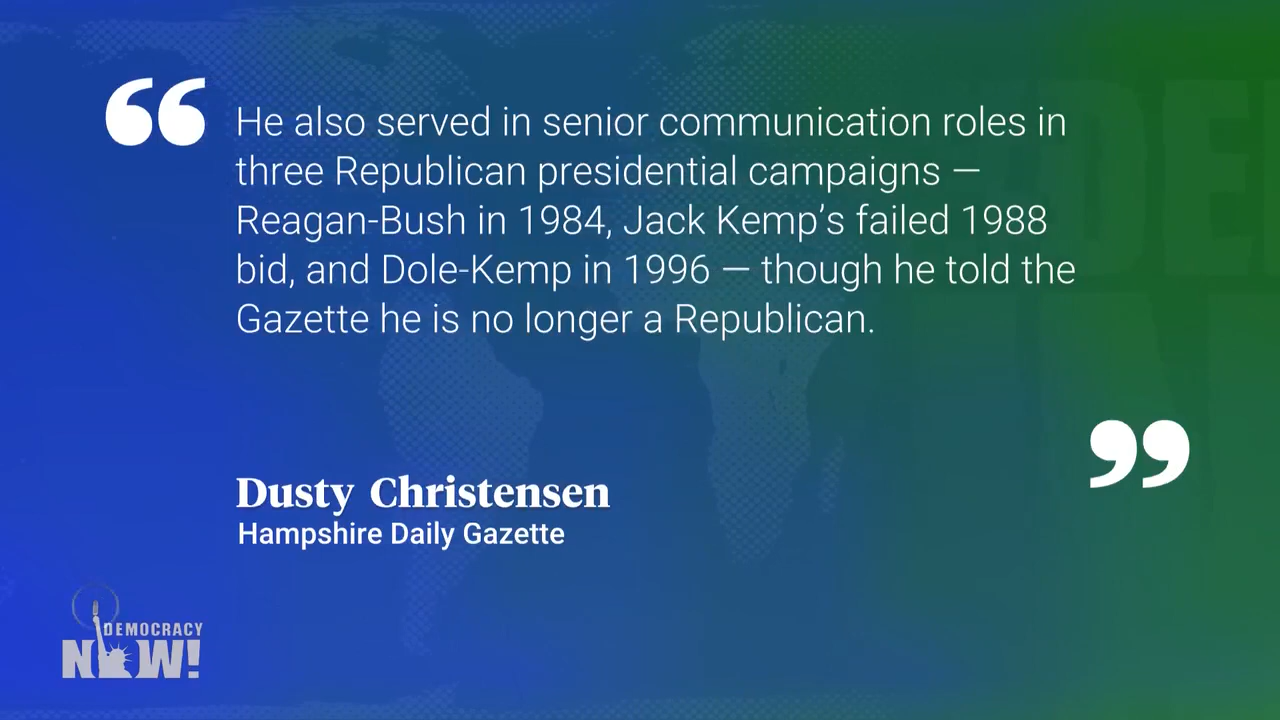 “
He also served in senior communication roles in
three Republican presidential campaigns —
Reagan-Bush in 1984, Jack Kemp’s failed 1988
bid, and Dole-Kemp in 1996 — though he told the
Gazette he is no longer a Republican.
”
Dusty Christensen
Hampshire Daily Gazette
DEMOCRACY
NOW!